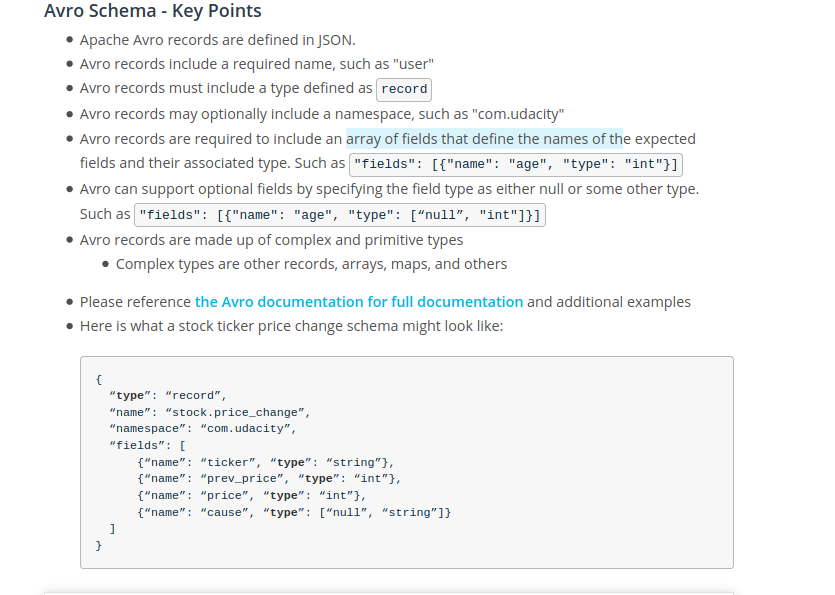 Avro Schema - Key Points
Apache Avro records are defined in JSON.
Avro records include a required name, such as "user"
Avro records must include a type defined as record
Avro records may optionally include a namespace, such as "com.udacity"
Avro records are required to include an array of fields that define the names of the expected
fields and their associated type. Such as "fields": [{"name": "age", "type": "int"}]
Avro can support optional fields by specifying the field type as either null or some other type.
Such as "fields": [{"name": "age", "type": [“null”, "int"]}]
Avro records are made up of complex and primitive types
Complex types are other records, arrays, maps, and others
Please reference the Avro documentation for full documentation and additional examples
Here is what a stock ticker price change schema might look like:
{
“type”: “record”,
“name”: “stock.price_change”,
“namespace”: “com.udacity”,
“fields”: [
{“name”: “ticker”, “type”: “string”},
{“name”: “prev_price”, “type”: “int”},
{“name”: “price”, “type”: “int”},
{“name”: “cause”, “type”: [“null”, “string”]}
]
}